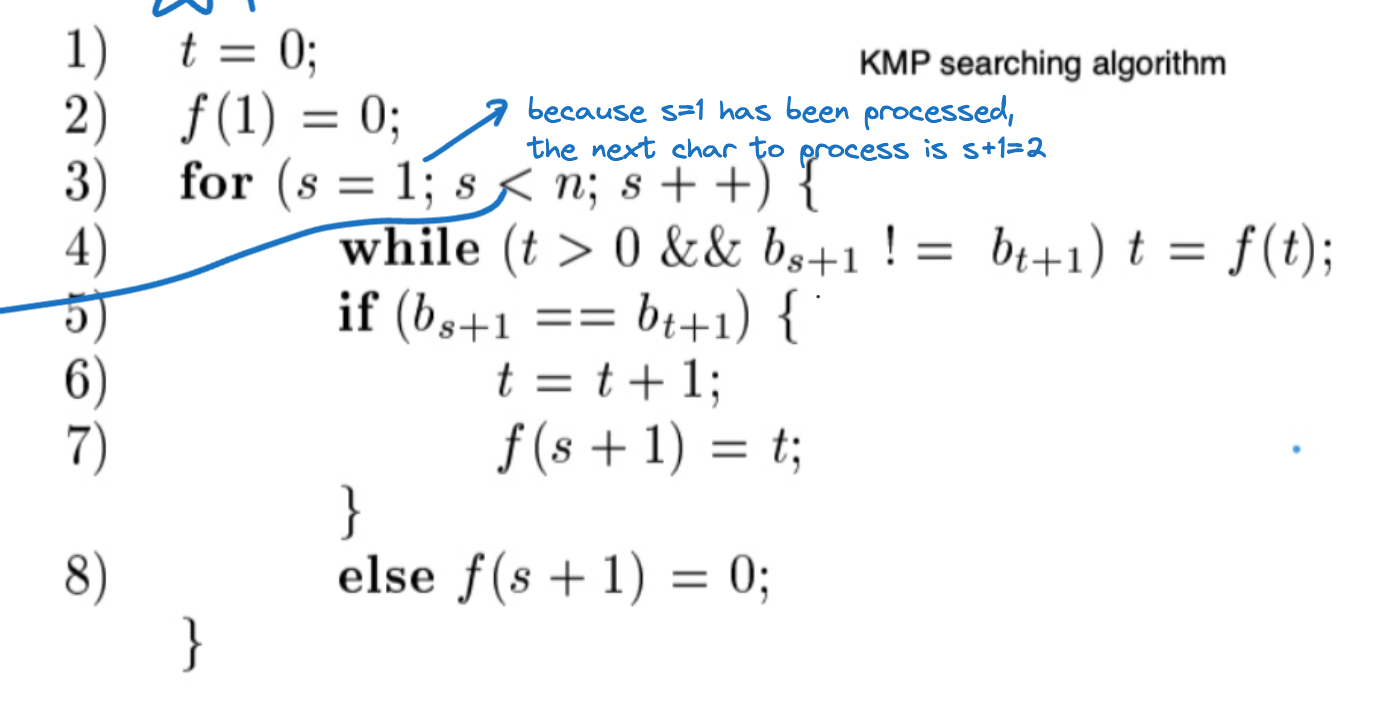 1) t = 0;
KMP searching algorithm
2) f(1) = 0;
because s=1 has been processed,
the next char to process is s+1=2
3) for (s = 1; s < n; s + +) {
4) while (t > 0 && b_{s+1} ! = b_{t+1}) t = f(t);
5) if (b_{s+1} == b_{t+1}) {
6) t = t + 1;
7) f(s + 1) = t;
}
8) else f(s + 1) = 0;
}